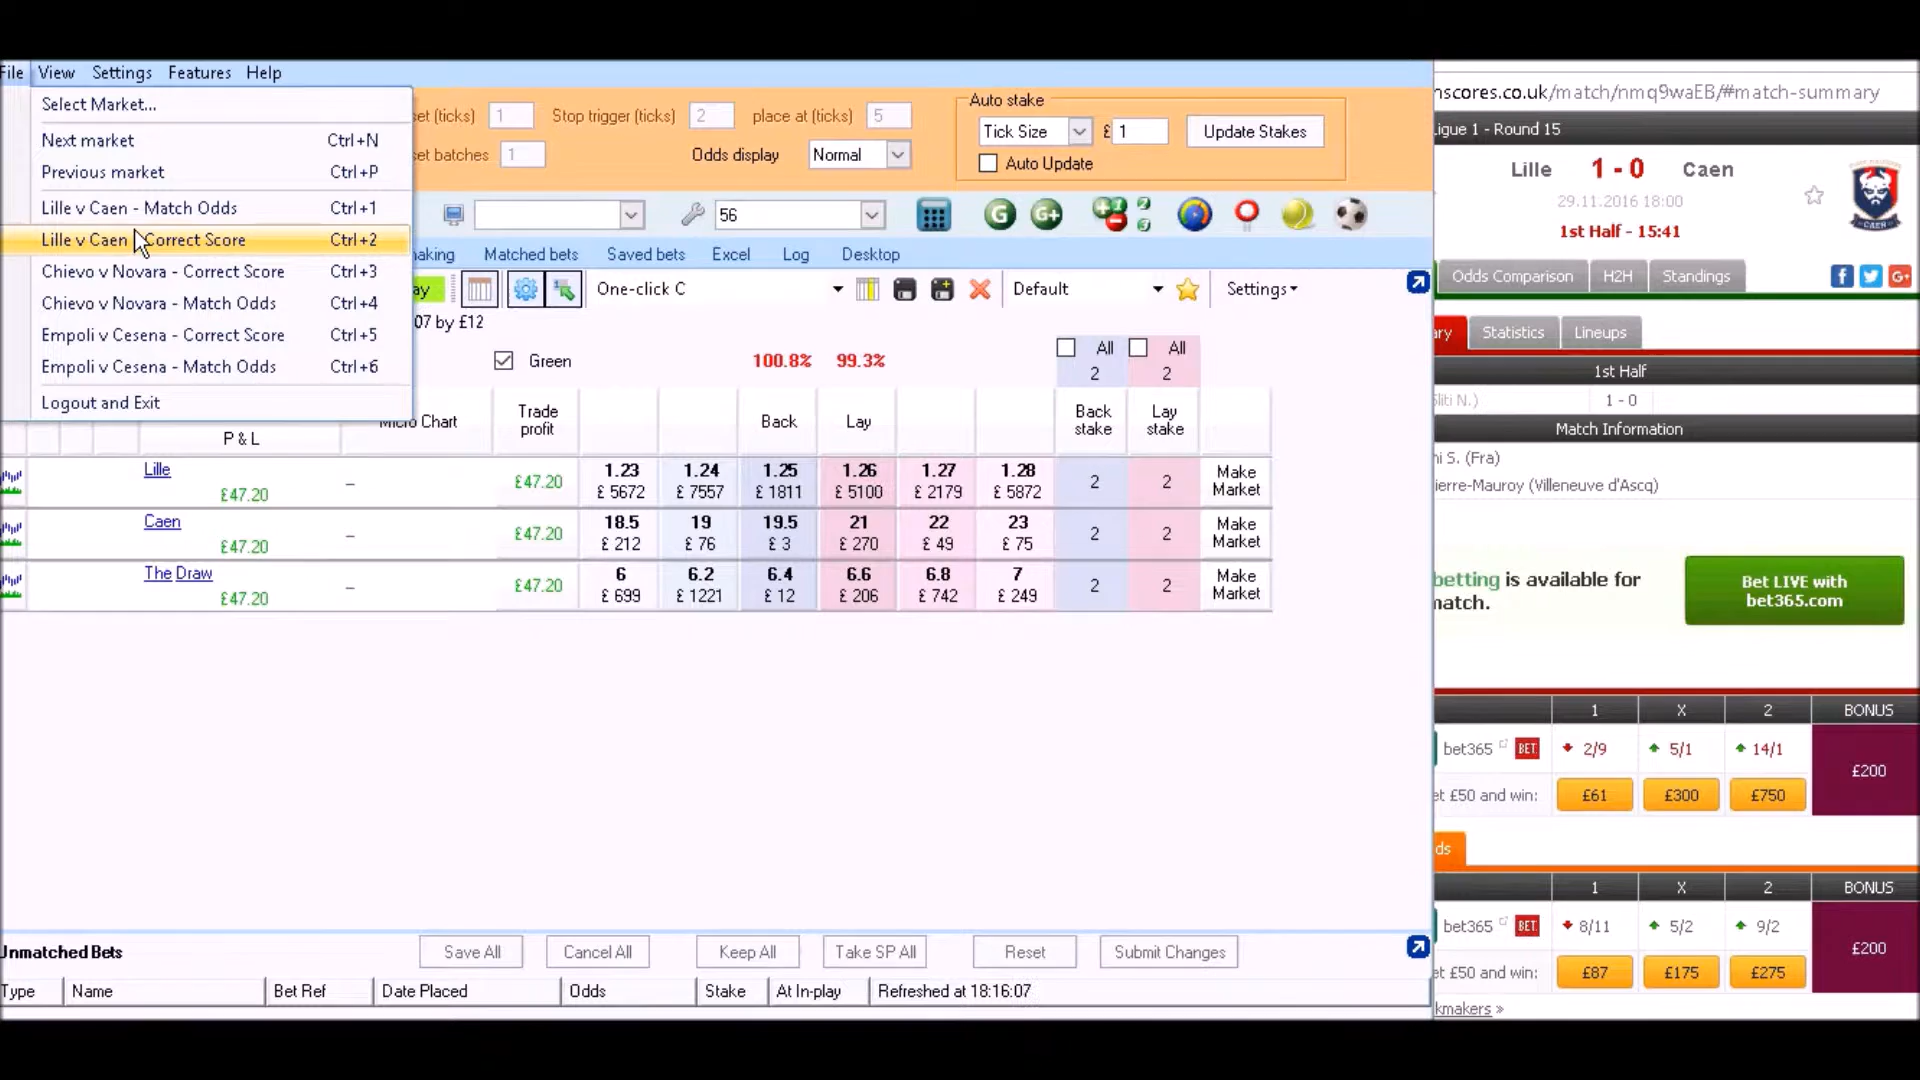 File View Settings Features Help
Select Market...
Next market Ctrl+N
Previous market Ctrl+P
Lille v Caen - Match Odds Ctrl+1
Lille v Caen Correct Score Ctrl+2
Chievo v Novara - Correct Score Ctrl+3
Chievo v Novara - Match Odds Ctrl+4
Empoli v Cesena - Correct Score Ctrl+5
Empoli v Cesena - Match Odds Ctrl+6
Logout and Exit
set (ticks) 1 Stop trigger (ticks) 2 place at (ticks) 5
set batches 1 Odds display Normal
Auto stake
Tick Size £ 1 Update Stakes
Auto Update
56 G G+
aking Matched bets Saved bets Excel Log Desktop
ay One-click C Default Settings
07 by £12
Green 100.8% 99.3% All 2 All 2
P & L Micro Chart Trade profit Back Lay Back stake Lay stake
Lille £47.20 – £47.20 Make Market
1.23 1.24 1.25 1.26 1.27 1.28 2 2
£ 5672 £ 7557 £ 1811 £ 5100 £ 2179 £ 5872
Caen £47.20 – £47.20 Make Market
18.5 19 19.5 21 22 23 2 2
£ 212 £ 76 £ 3 £ 270 £ 49 £ 75
The Draw £47.20 – £47.20 Make Market
6 6.2 6.4 6.6 6.8 7 2 2
£ 699 £ 1221 £ 12 £ 206 £ 742 £ 249
Unmatched Bets Save All Cancel All Keep All Take SP All Reset Submit Changes
Type Name Bet Ref Date Placed Odds Stake At In-play Refreshed at 18:16:07
nscores.co.uk/match/nmq9waEB/#match-summary
igue 1 - Round 15
Lille 1 - 0 Caen
29.11.2016 18:00
1st Half - 15:41
Odds Comparison H2H Standings
ry Statistics Lineups
1st Half
(Sliti N.) 1 - 0
Match Information
ni S. (Fra)
ierre-Mauroy (Villeneuve d'Ascq)
betting is available for
match.
Bet LIVE with
bet365.com
1 X 2 BONUS
bet365 BET 2/9 5/1 14/1
£200
et £50 and win: £61 £300 £750
ds
1 X 2 BONUS
bet365 BET 8/11 5/2 9/2
£200
et £50 and win: £87 £175 £275
kmakers »